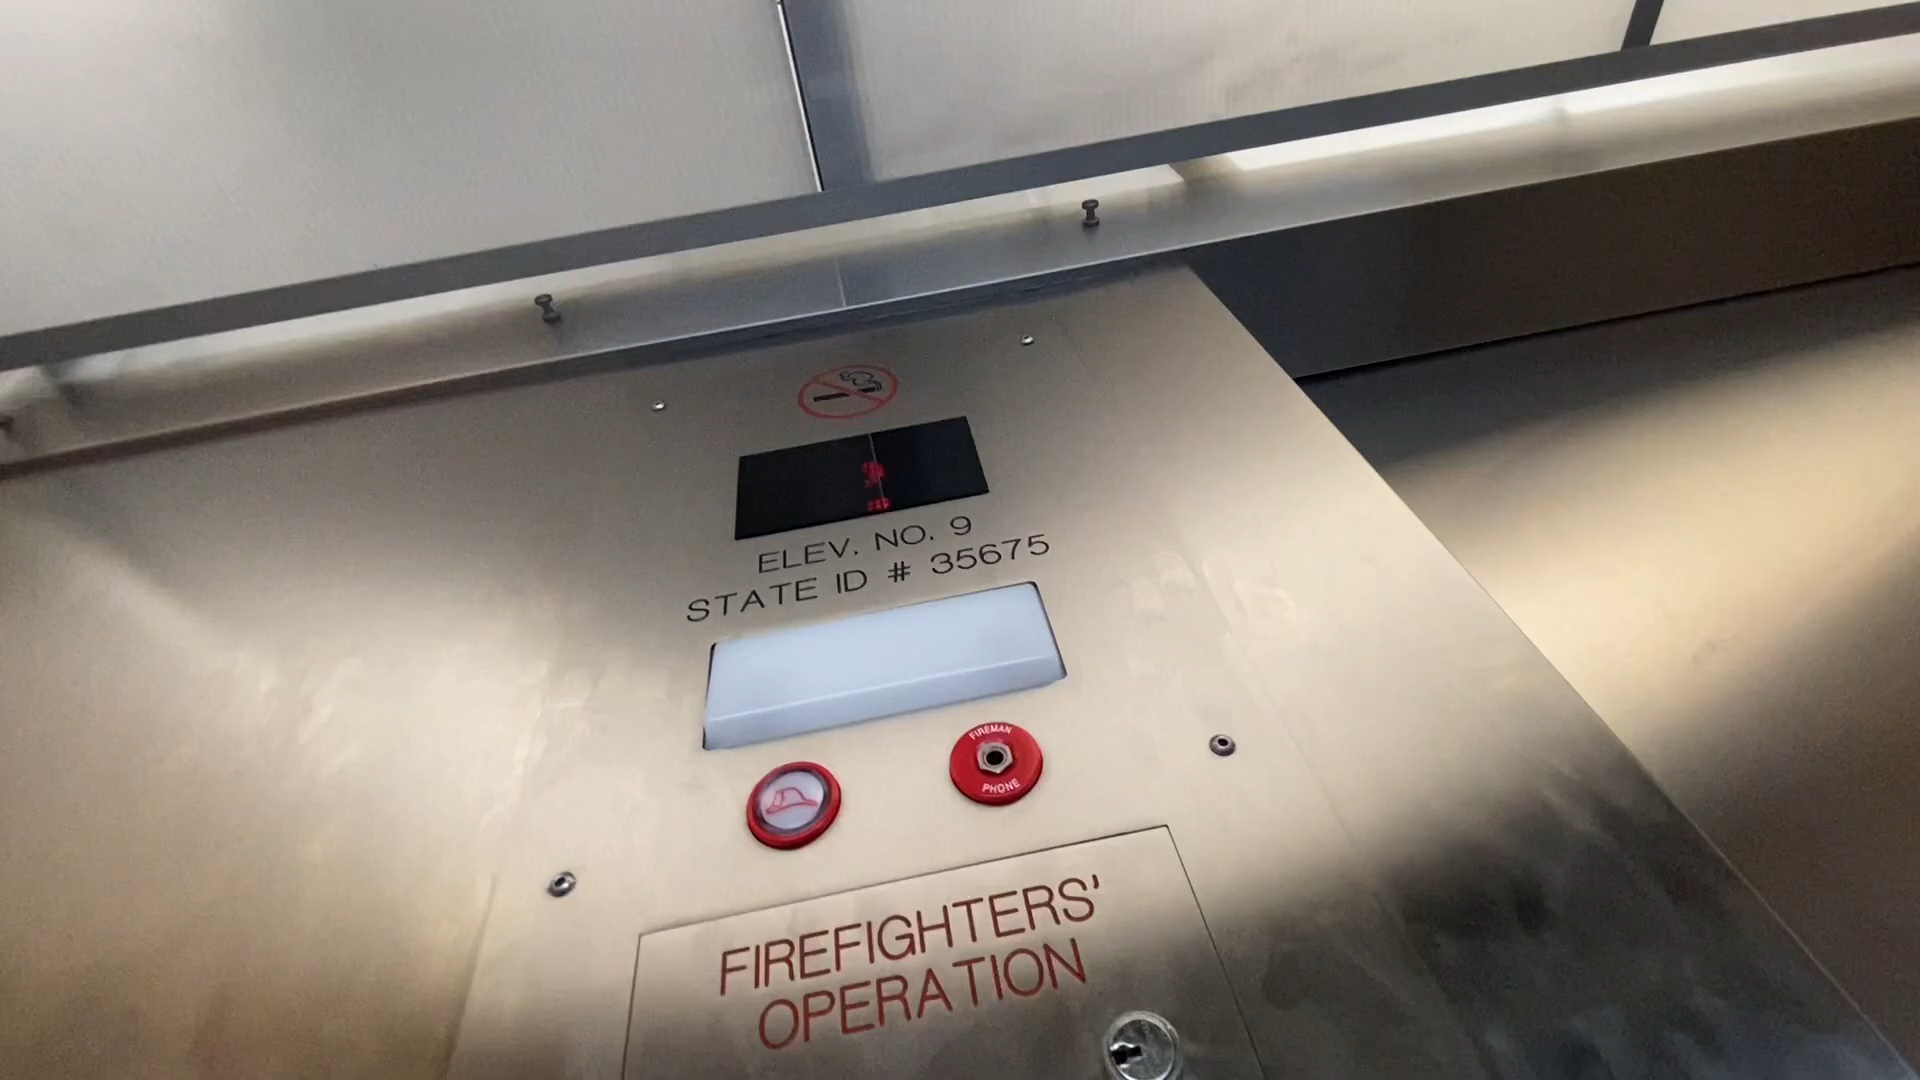 ELEV. NO. 9
STATE ID # 35675
FIREMAN
PHONE
FIREFIGHTERS'
OPERATION